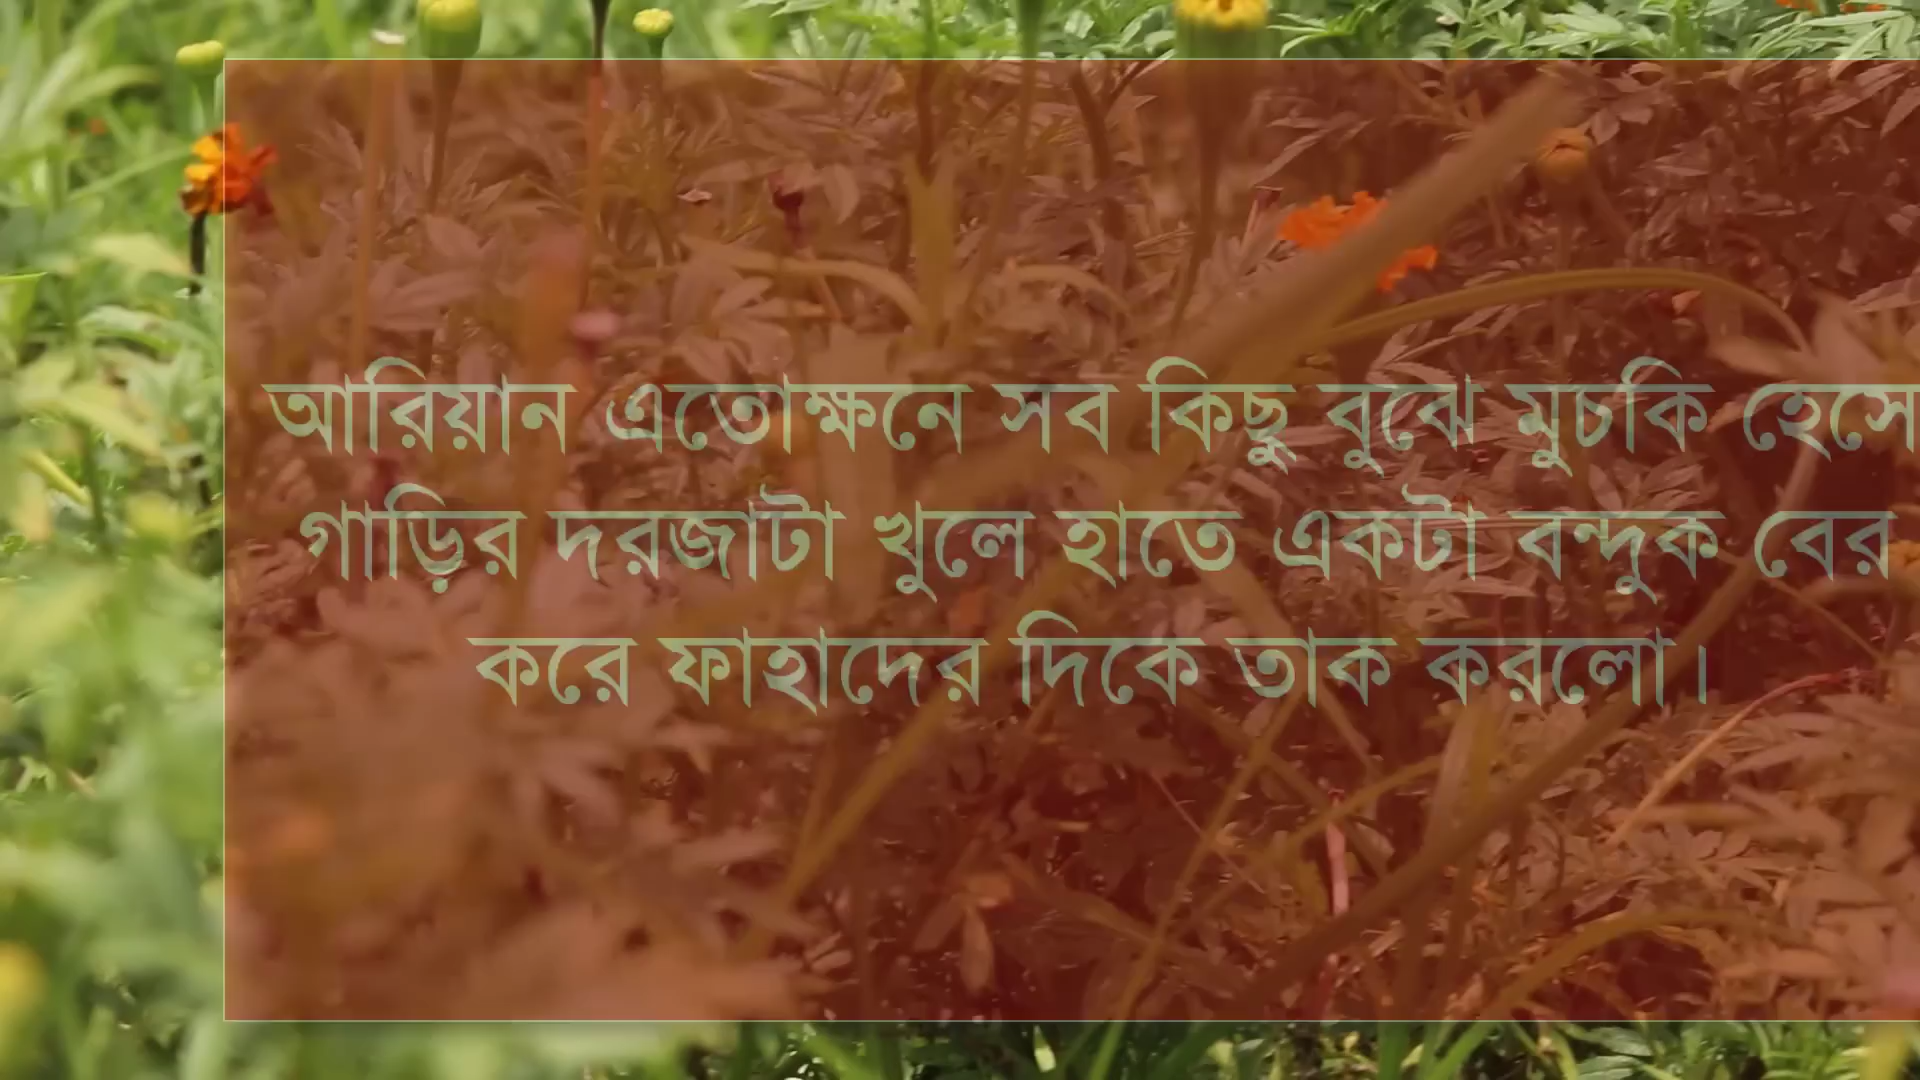 আরিয়ান এতোক্ষনে সব কিছু বুঝে মুচকি হেসে
গাড়ির দরজাটা খুলে হাতে একটা বন্দুক বের
করে ফাহাদের দিকে তাক করলো।